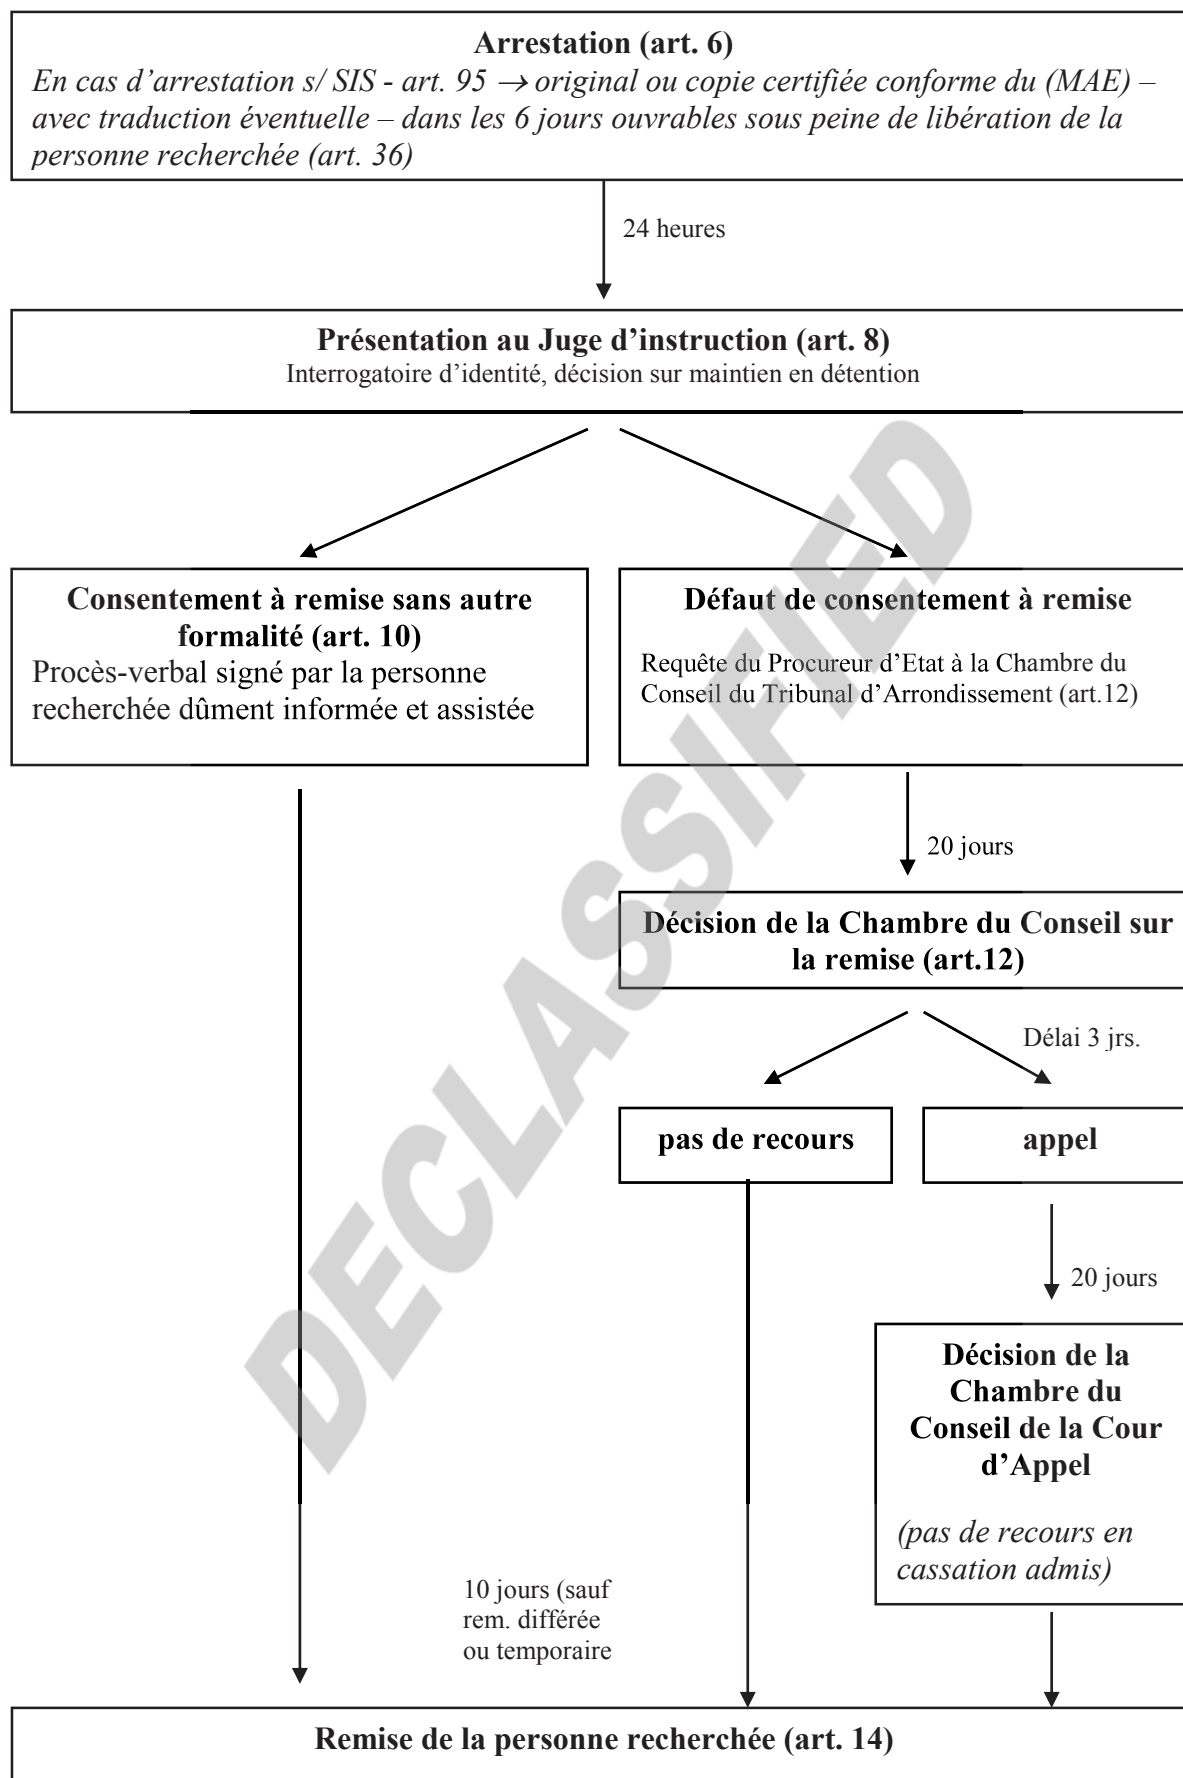 Arrestation (art. 6)
En cas d’arrestation s/ SIS - art. 95 → original ou copie certifiée conforme du (MAE) –
avec traduction éventuelle – dans les 6 jours ouvrables sous peine de libération de la
personne recherchée (art. 36)
24 heures
Présentation au Juge d’instruction (art. 8)
Interrogatoire d’identité, décision sur maintien en détention
Consentement à remise sans autre
formalité (art. 10)
Procès-verbal signé par la personne
recherchée dûment informée et assistée
Défaut de consentement à remise
Requête du Procureur d’Etat à la Chambre du
Conseil du Tribunal d’Arrondissement (art.12)
20 jours
Décision de la Chambre du Conseil sur
la remise (art.12)
Délai 3 jrs.
pas de recours
appel
20 jours
Décision de la
Chambre du
Conseil de la Cour
d’Appel
(pas de recours en
cassation admis)
10 jours (sauf
rem. différée
ou temporaire
Remise de la personne recherchée (art. 14)
DECLASSIFIED